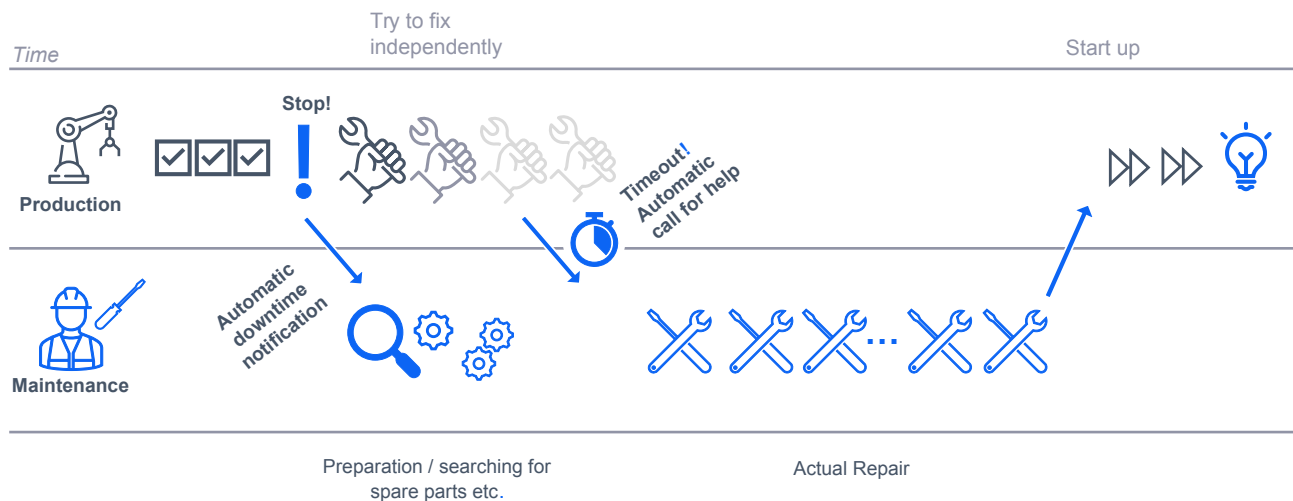 Try to fix
independently
Time
Start up
Stop!
Production
Timeout!
Automatic
call for help
Automatic
downtime
notification
Maintenance
...
Preparation / searching for
spare parts etc.
Actual Repair